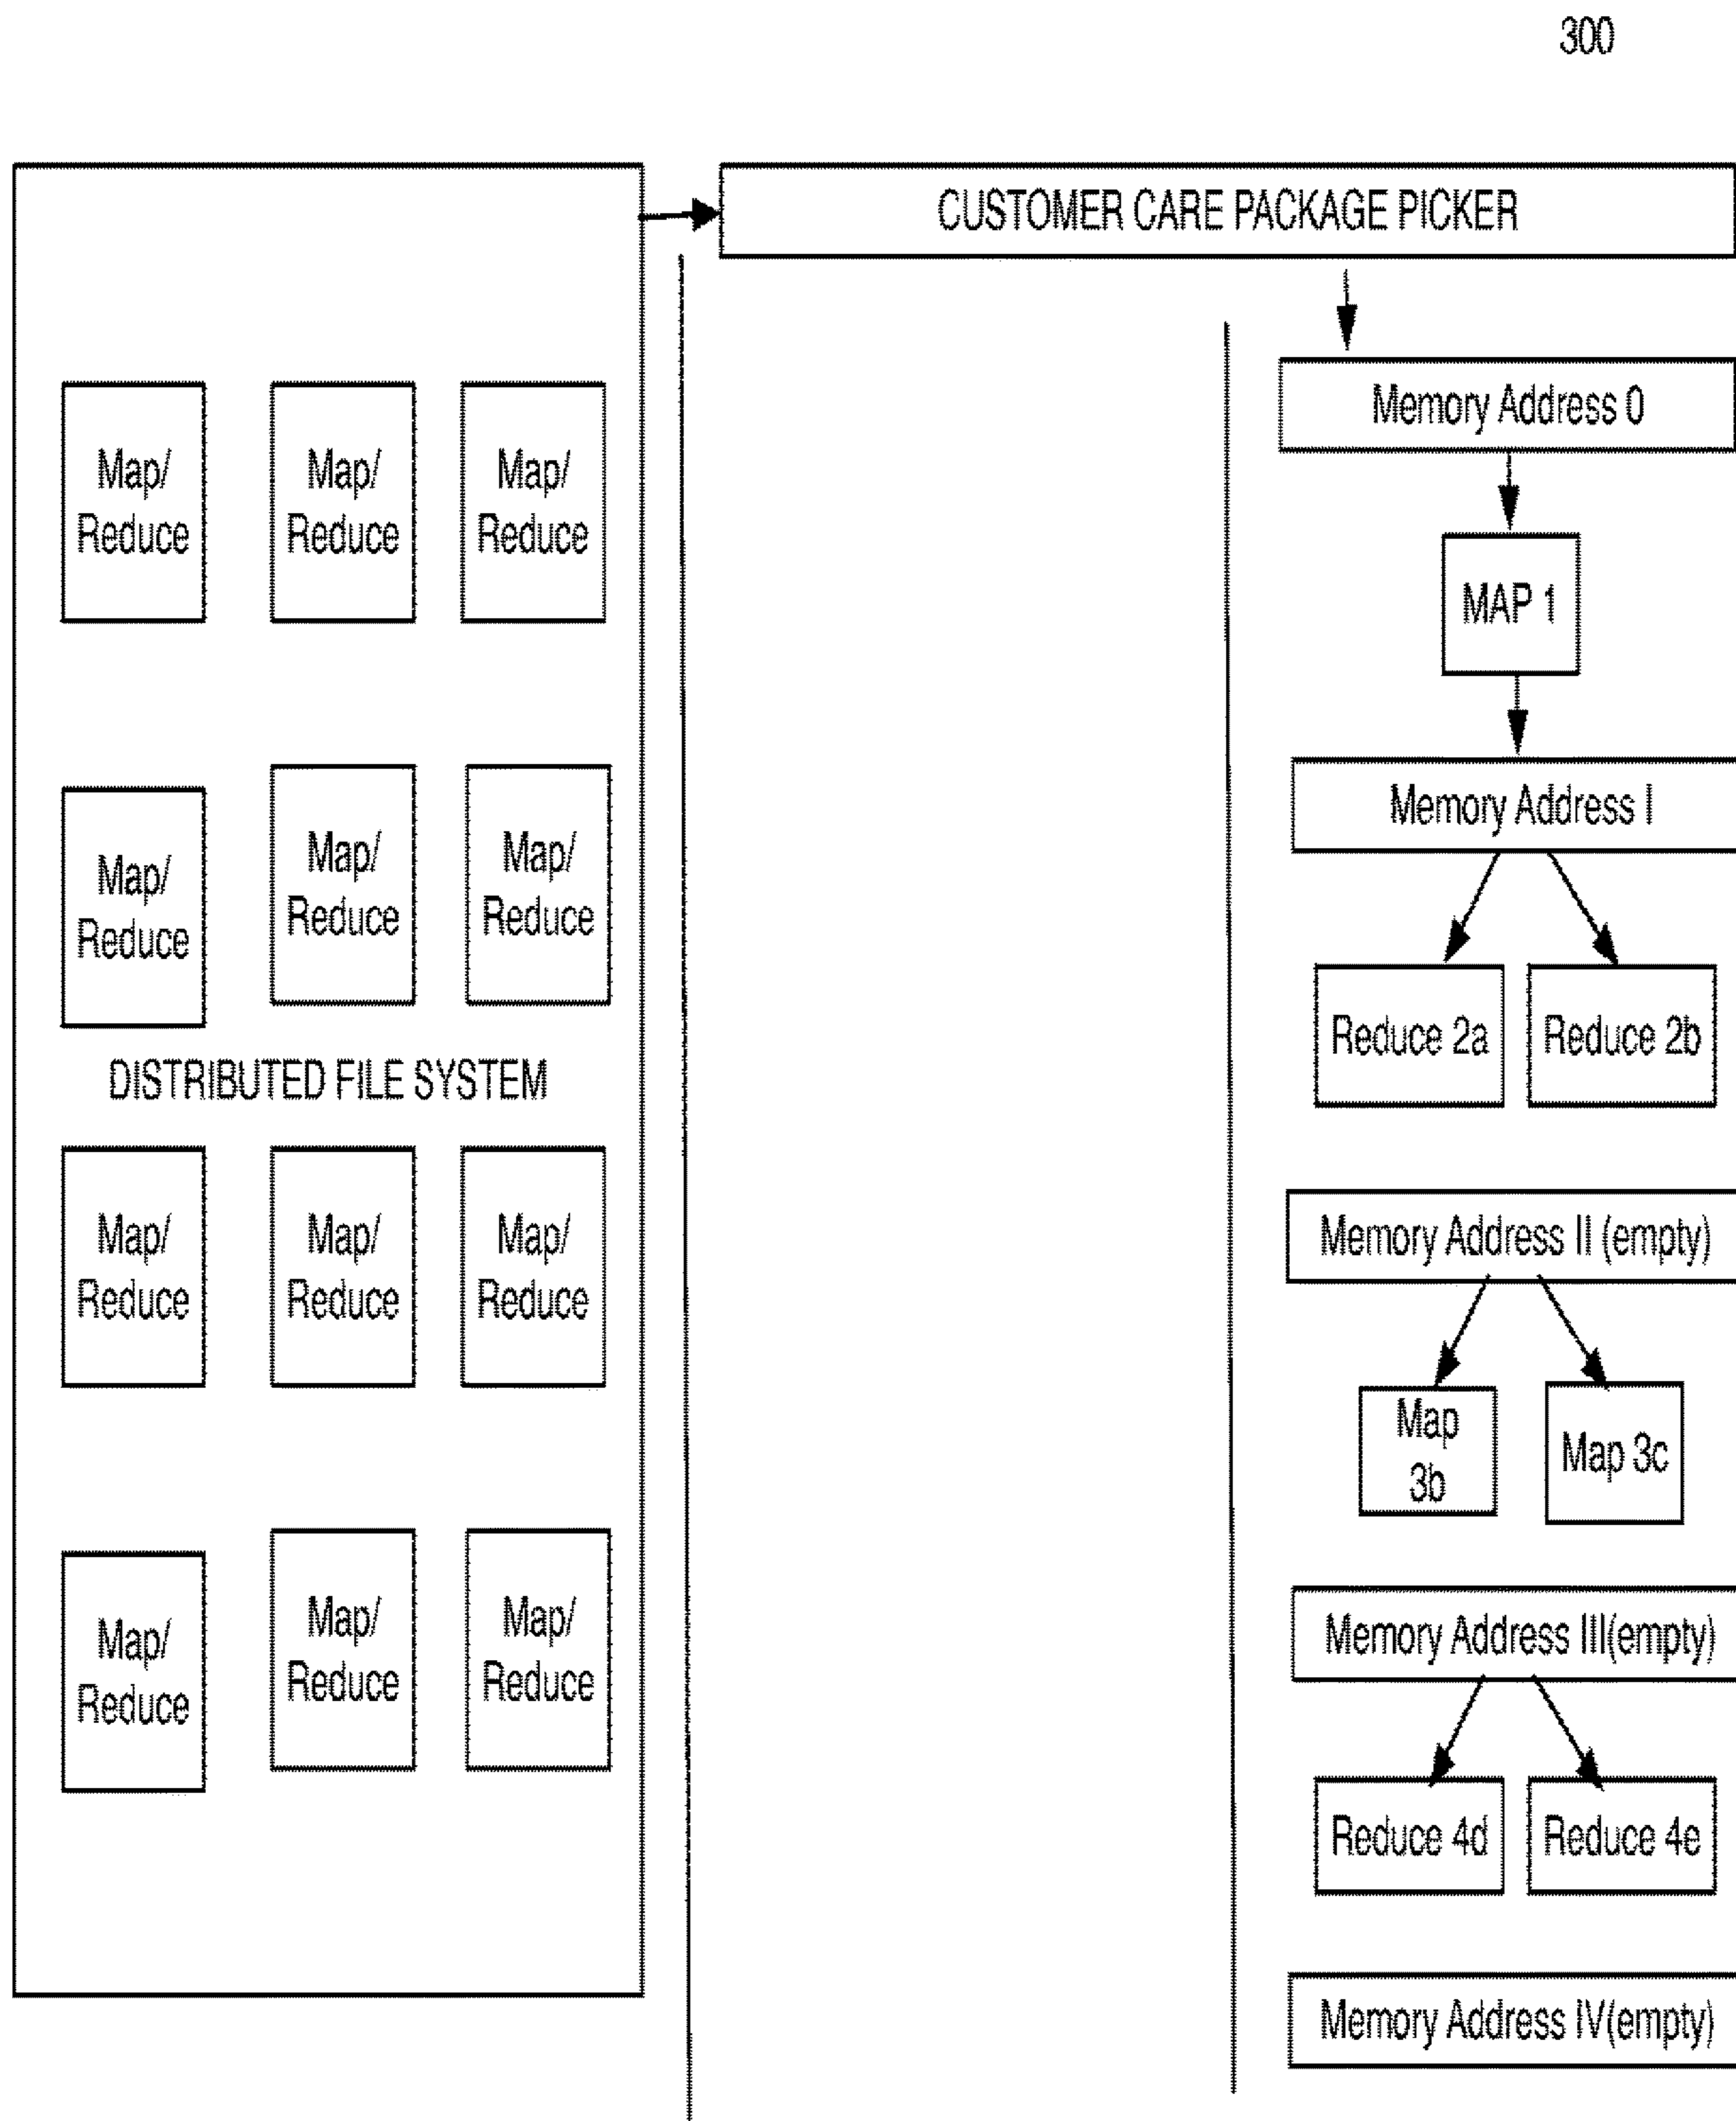 300
CUSTOMER CARE PACKAGE PICKER
Map/
Reduce
Map/
Reduce
Map/
Reduce
Map/
Reduce
Map/
Reduce
Map/
Reduce
DISTRIBUTED FILE SYSTEM
Map/
Reduce
Map/
Reduce
Map/
Reduce
Map/
Reduce
Map/
Reduce
Map/
Reduce
Memory Address 0
MAP 1
Memory Address I
Reduce 2a
Reduce 2b
Memory Address II (empty)
Map
3b
Map 3c
Memory Address III(empty)
Reduce 4d
Reduce 4e
Memory Address IV(empty)